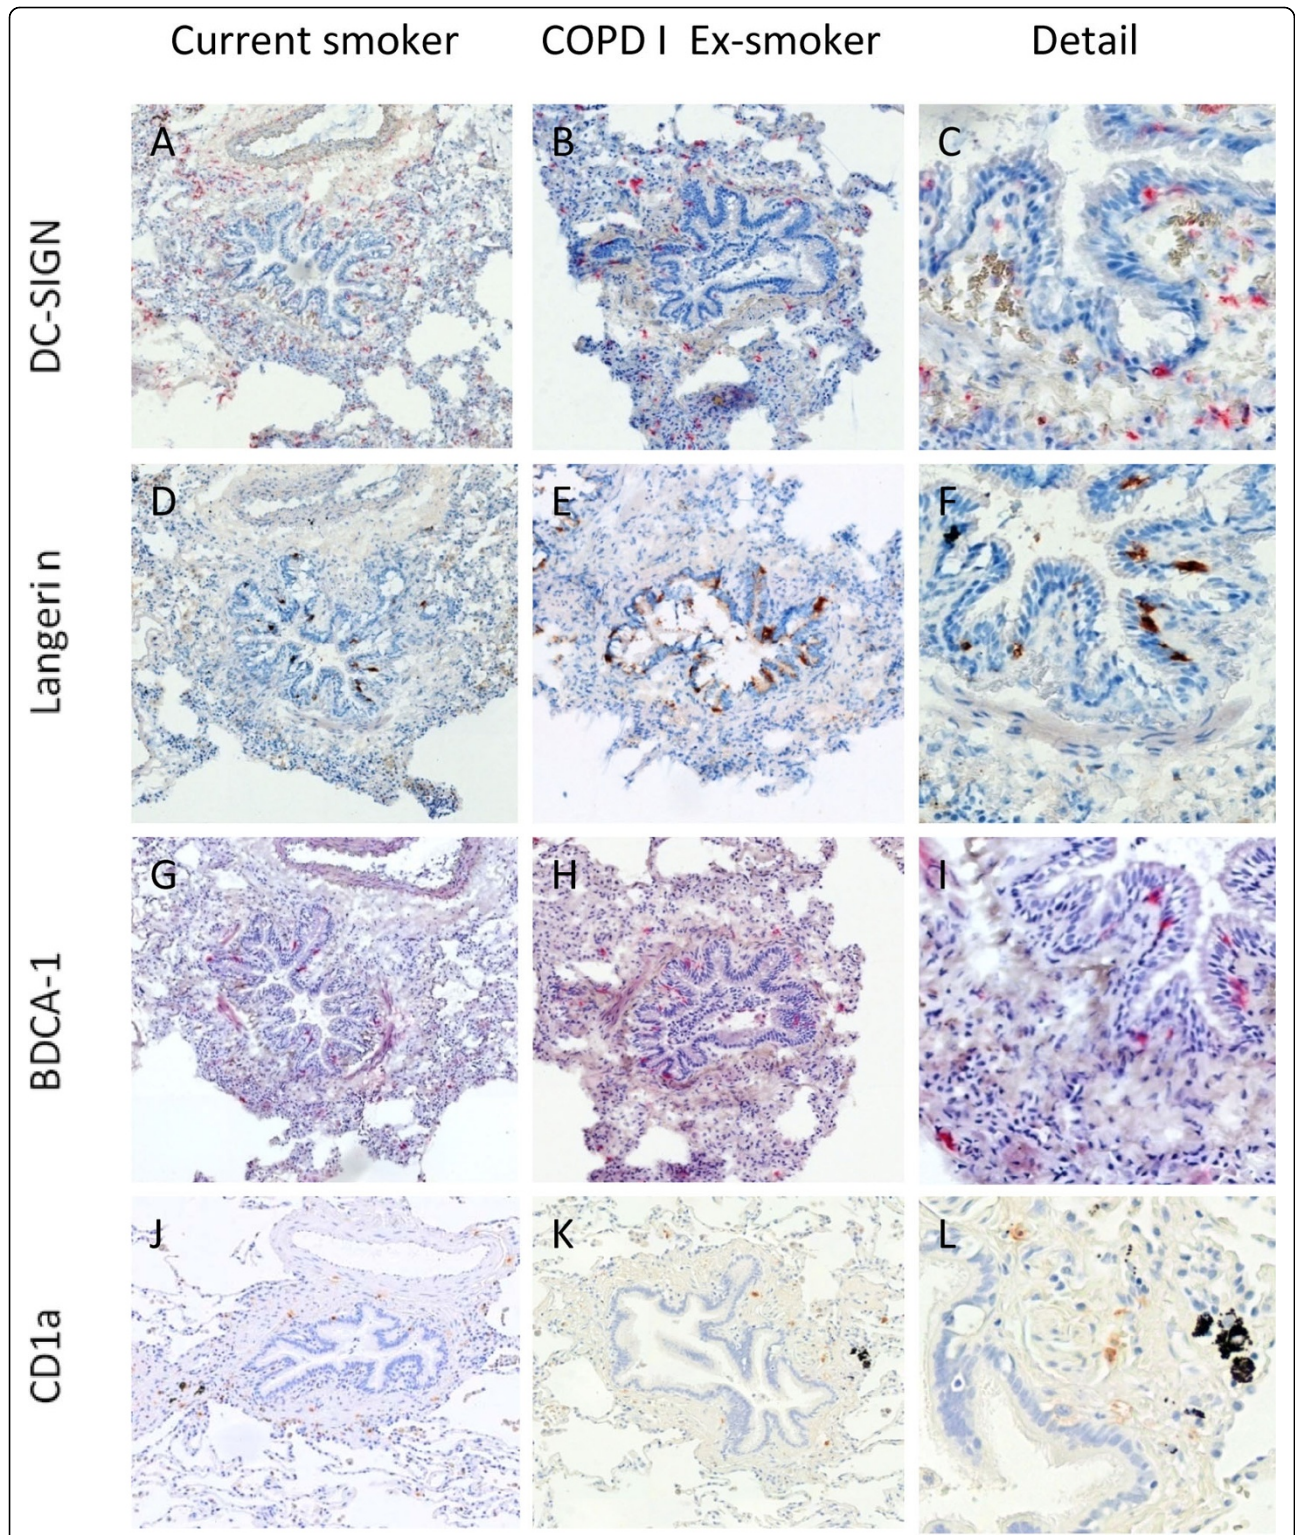 Current smoker COPD I Ex-smoker Detail
DC-SIGN
A B C
Langerin
D E F
BDCA-1
G H I
CD1a
J K L